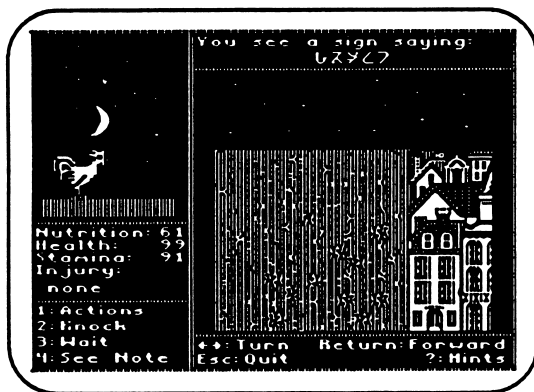 You see a sign saying:
Nutrition: 61
Health: 99
Stamina: 91
Injury:
none
1: Actions
2: Knock
3: Wait
4: See Note
←→: Turn Return: Forward
Esc: Quit ?: Hints